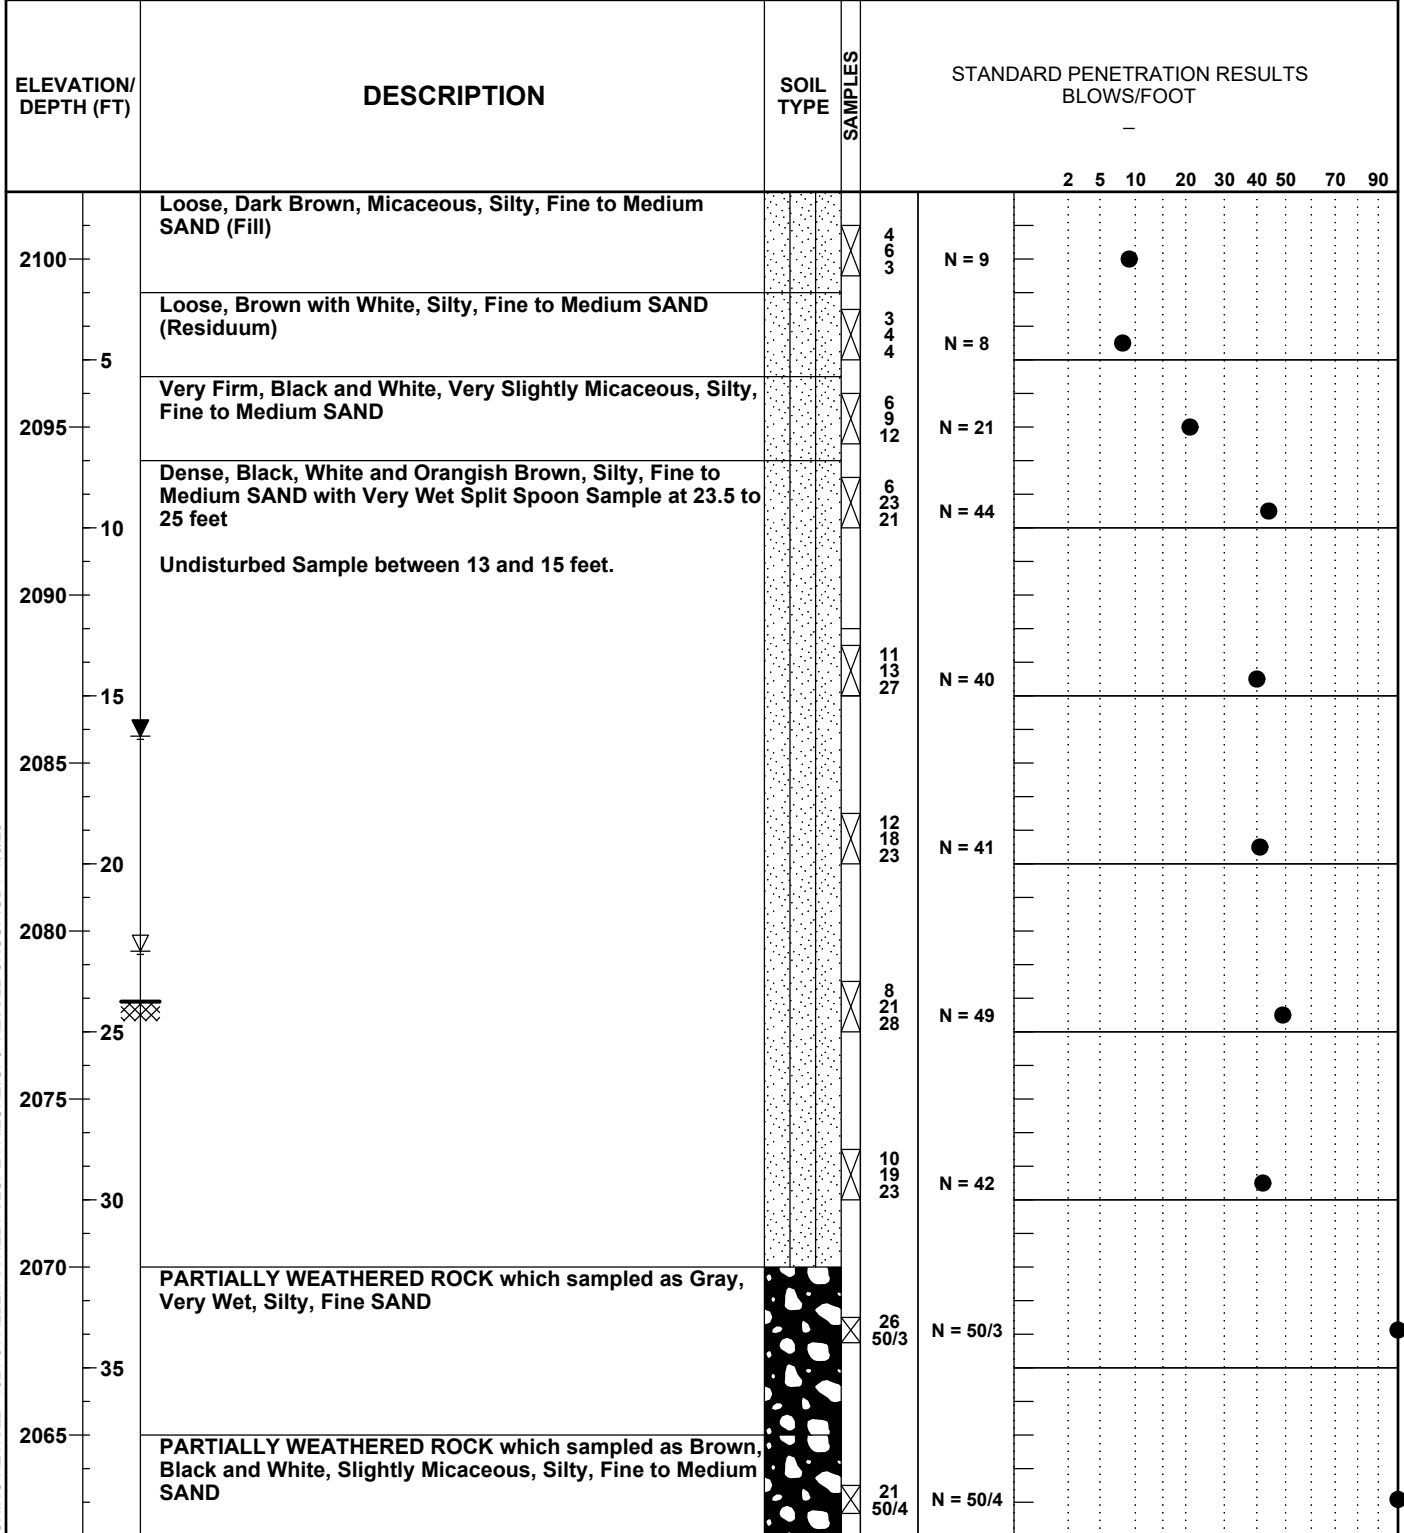 ELEVATION/
DEPTH (FT)
DESCRIPTION
SOIL
TYPE
SAMPLES
STANDARD PENETRATION RESULTS
BLOWS/FOOT
–
2 5 10 20 30 40 50 70 90
Loose, Dark Brown, Micaceous, Silty, Fine to Medium
SAND (Fill)
4
6
3
2100
N = 9
Loose, Brown with White, Silty, Fine to Medium SAND
(Residuum)
3
4
4
N = 8
5
Very Firm, Black and White, Very Slightly Micaceous, Silty,
Fine to Medium SAND
6
9
12
2095
N = 21
Dense, Black, White and Orangish Brown, Silty, Fine to
Medium SAND with Very Wet Split Spoon Sample at 23.5 to
25 feet
6
23
21
N = 44
10
Undisturbed Sample between 13 and 15 feet.
2090
11
13
27
N = 40
15
2085
12
18
23
N = 41
20
2080
8
21
28
N = 49
25
2075
10
19
23
N = 42
30
2070
PARTIALLY WEATHERED ROCK which sampled as Gray,
Very Wet, Silty, Fine SAND
26
50/3
N = 50/3
35
2065
PARTIALLY WEATHERED ROCK which sampled as Brown,
Black and White, Slightly Micaceous, Silty, Fine to Medium
SAND
21
50/4
N = 50/4